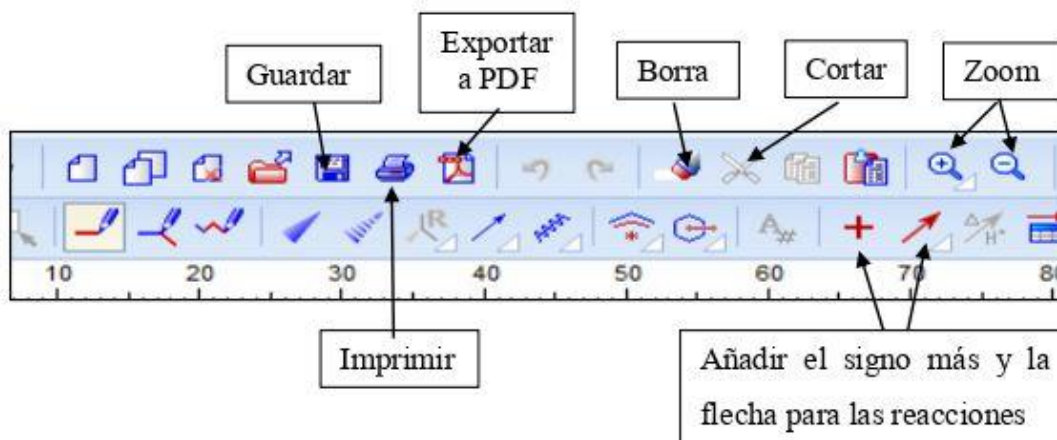 Guardar
Exportar
a PDF
Borra
Cortar
Zoom
10 20 30 40 50 60 70 80
Imprimir
Añadir el signo más y la
flecha para las reacciones